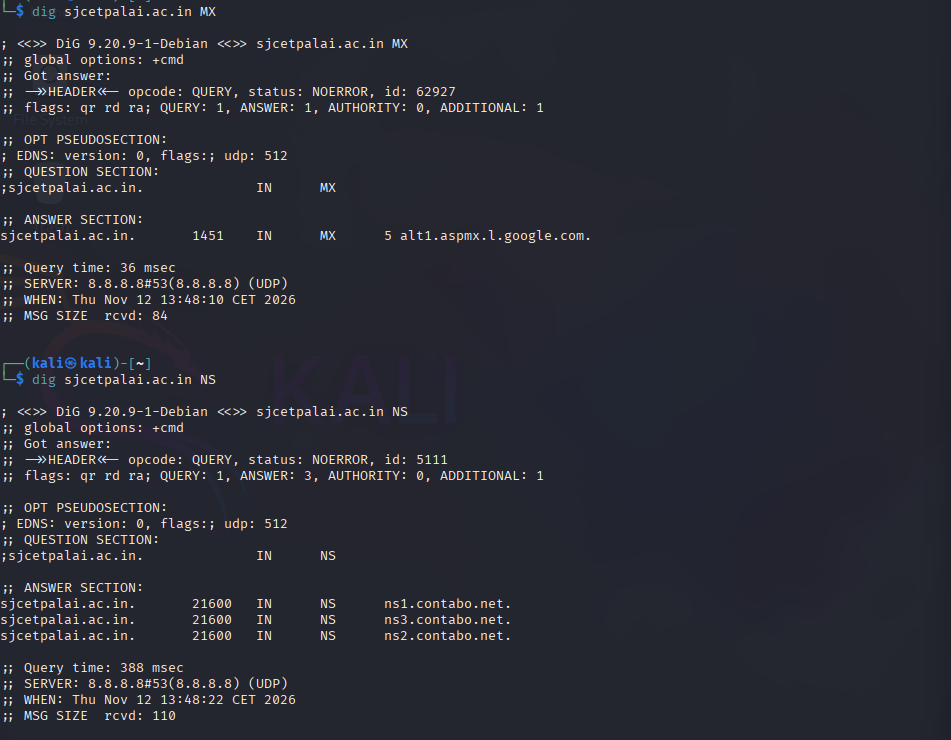 └─$ dig sjcetpalai.ac.in MX
; <<>> DiG 9.20.9-1-Debian <<>> sjcetpalai.ac.in MX
;; global options: +cmd
;; Got answer:
;; ->>HEADER<<- opcode: QUERY, status: NOERROR, id: 62927
;; flags: qr rd ra; QUERY: 1, ANSWER: 1, AUTHORITY: 0, ADDITIONAL: 1
File System
;; OPT PSEUDOSECTION:
; EDNS: version: 0, flags:; udp: 512
;; QUESTION SECTION:
;sjcetpalai.ac.in. IN MX
;; ANSWER SECTION:
sjcetpalai.ac.in. 1451 IN MX 5 alt1.aspmx.l.google.com.
;; Query time: 36 msec
;; SERVER: 8.8.8.8#53(8.8.8.8) (UDP)
;; WHEN: Thu Nov 12 13:48:10 CET 2026
;; MSG SIZE rcvd: 84
┌──(kali㉿kali)-[~]
└─$ dig sjcetpalai.ac.in NS
KALI
; <<>> DiG 9.20.9-1-Debian <<>> sjcetpalai.ac.in NS
;; global options: +cmd
;; Got answer:
;; ->>HEADER<<- opcode: QUERY, status: NOERROR, id: 5111
;; flags: qr rd ra; QUERY: 1, ANSWER: 3, AUTHORITY: 0, ADDITIONAL: 1
;; OPT PSEUDOSECTION:
; EDNS: version: 0, flags:; udp: 512
;; QUESTION SECTION:
;sjcetpalai.ac.in. IN NS
;; ANSWER SECTION:
sjcetpalai.ac.in. 21600 IN NS ns1.contabo.net.
sjcetpalai.ac.in. 21600 IN NS ns3.contabo.net.
sjcetpalai.ac.in. 21600 IN NS ns2.contabo.net.
;; Query time: 388 msec
;; SERVER: 8.8.8.8#53(8.8.8.8) (UDP)
;; WHEN: Thu Nov 12 13:48:22 CET 2026
;; MSG SIZE rcvd: 110